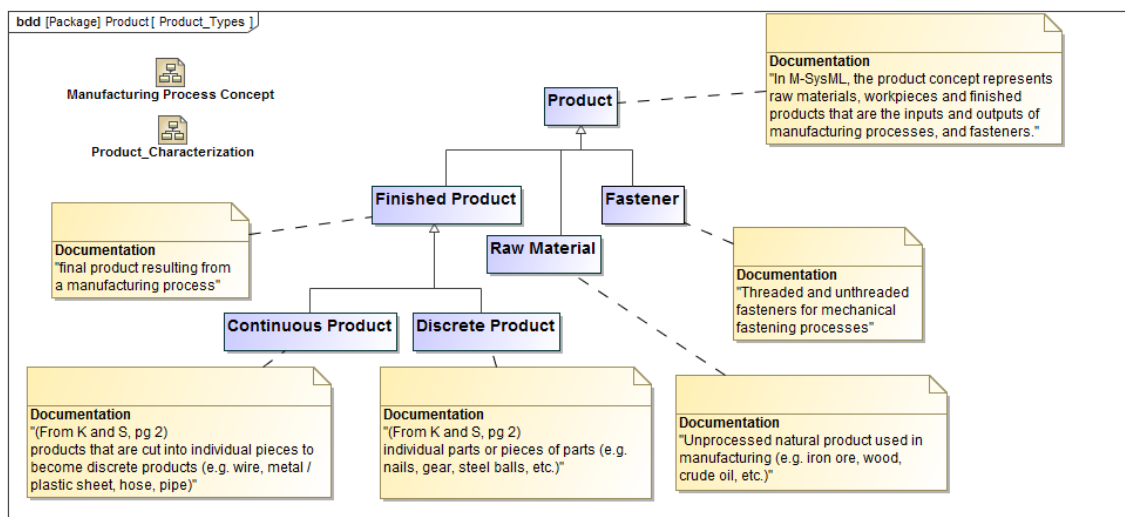 bdd [Package] Product [ Product_Types ]
Manufacturing Process Concept
Product_Characterization
Product
Documentation
"In M-SysML, the product concept represents
raw materials, workpieces and finished
products that are the inputs and outputs of
manufacturing processes, and fasteners."
Finished Product
Fastener
Raw Material
Documentation
"final product resulting from
a manufacturing process"
Documentation
"Threaded and unthreaded
fasteners for mechanical
fastening processes"
Continuous Product
Discrete Product
Documentation
"(From K and S, pg 2)
products that are cut into individual pieces to
become discrete products (e.g. wire, metal /
plastic sheet, hose, pipe)"
Documentation
"(From K and S, pg 2)
individual parts or pieces of parts (e.g.
nails, gear, steel balls, etc.)"
Documentation
"Unprocessed natural product used in
manufacturing (e.g. iron ore, wood,
crude oil, etc.)"